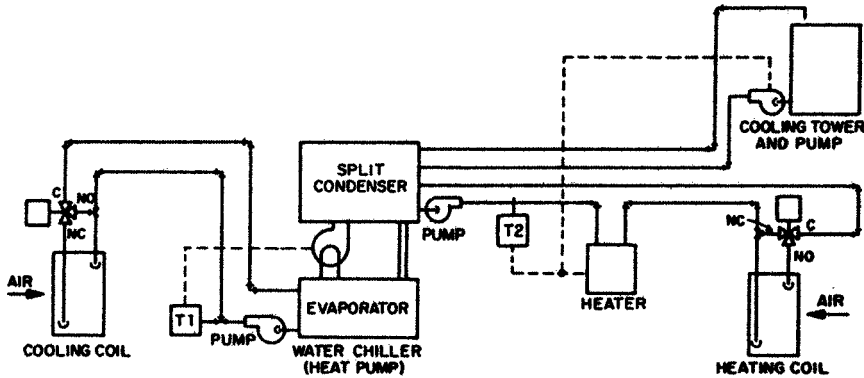 COOLING TOWER
AND PUMP
SPLIT
CONDENSER
C
NO
NC
PUMP
T2
NC
C
NO
AIR
COOLING COIL
T1
PUMP
EVAPORATOR
WATER CHILLER
(HEAT PUMP)
HEATER
AIR
HEATING COIL